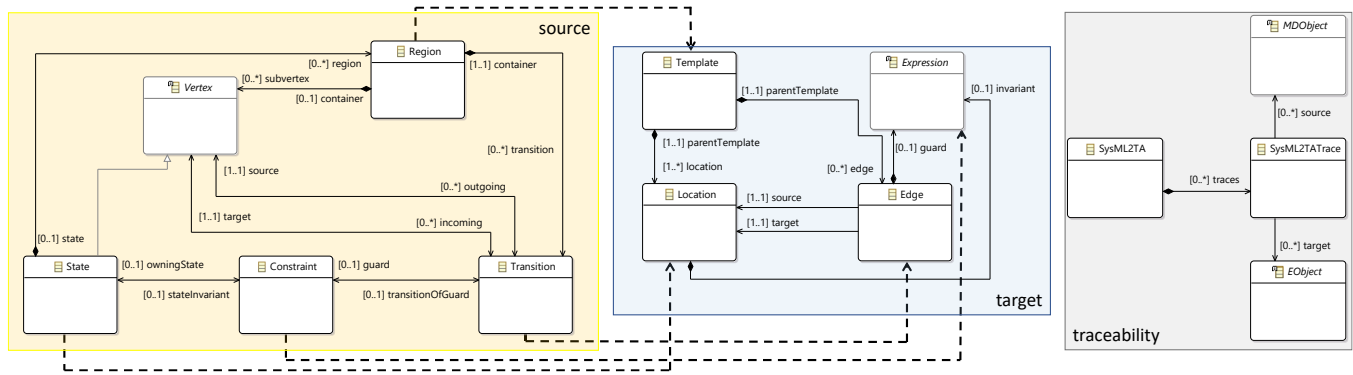 source
Region
[0..*] region
[1..1] container
[0..*] subvertex
[0..1] container
Vertex
[0..*] transition
[1..1] source
[0..*] outgoing
[1..1] target
[0..*] incoming
[0..1] state
State
[0..1] owningState
[0..1] stateInvariant
Constraint
[0..1] guard
[0..1] transitionOfGuard
Transition
Template
Expression
[1..1] parentTemplate
[0..1] invariant
[1..1] parentTemplate
[0..1] guard
[1..*] location
[0..*] edge
Location
Edge
[1..1] source
[1..1] target
target
MDObject
[0..*] source
SysML2TA
SysML2TATrace
[0..*] traces
[0..*] target
EObject
traceability